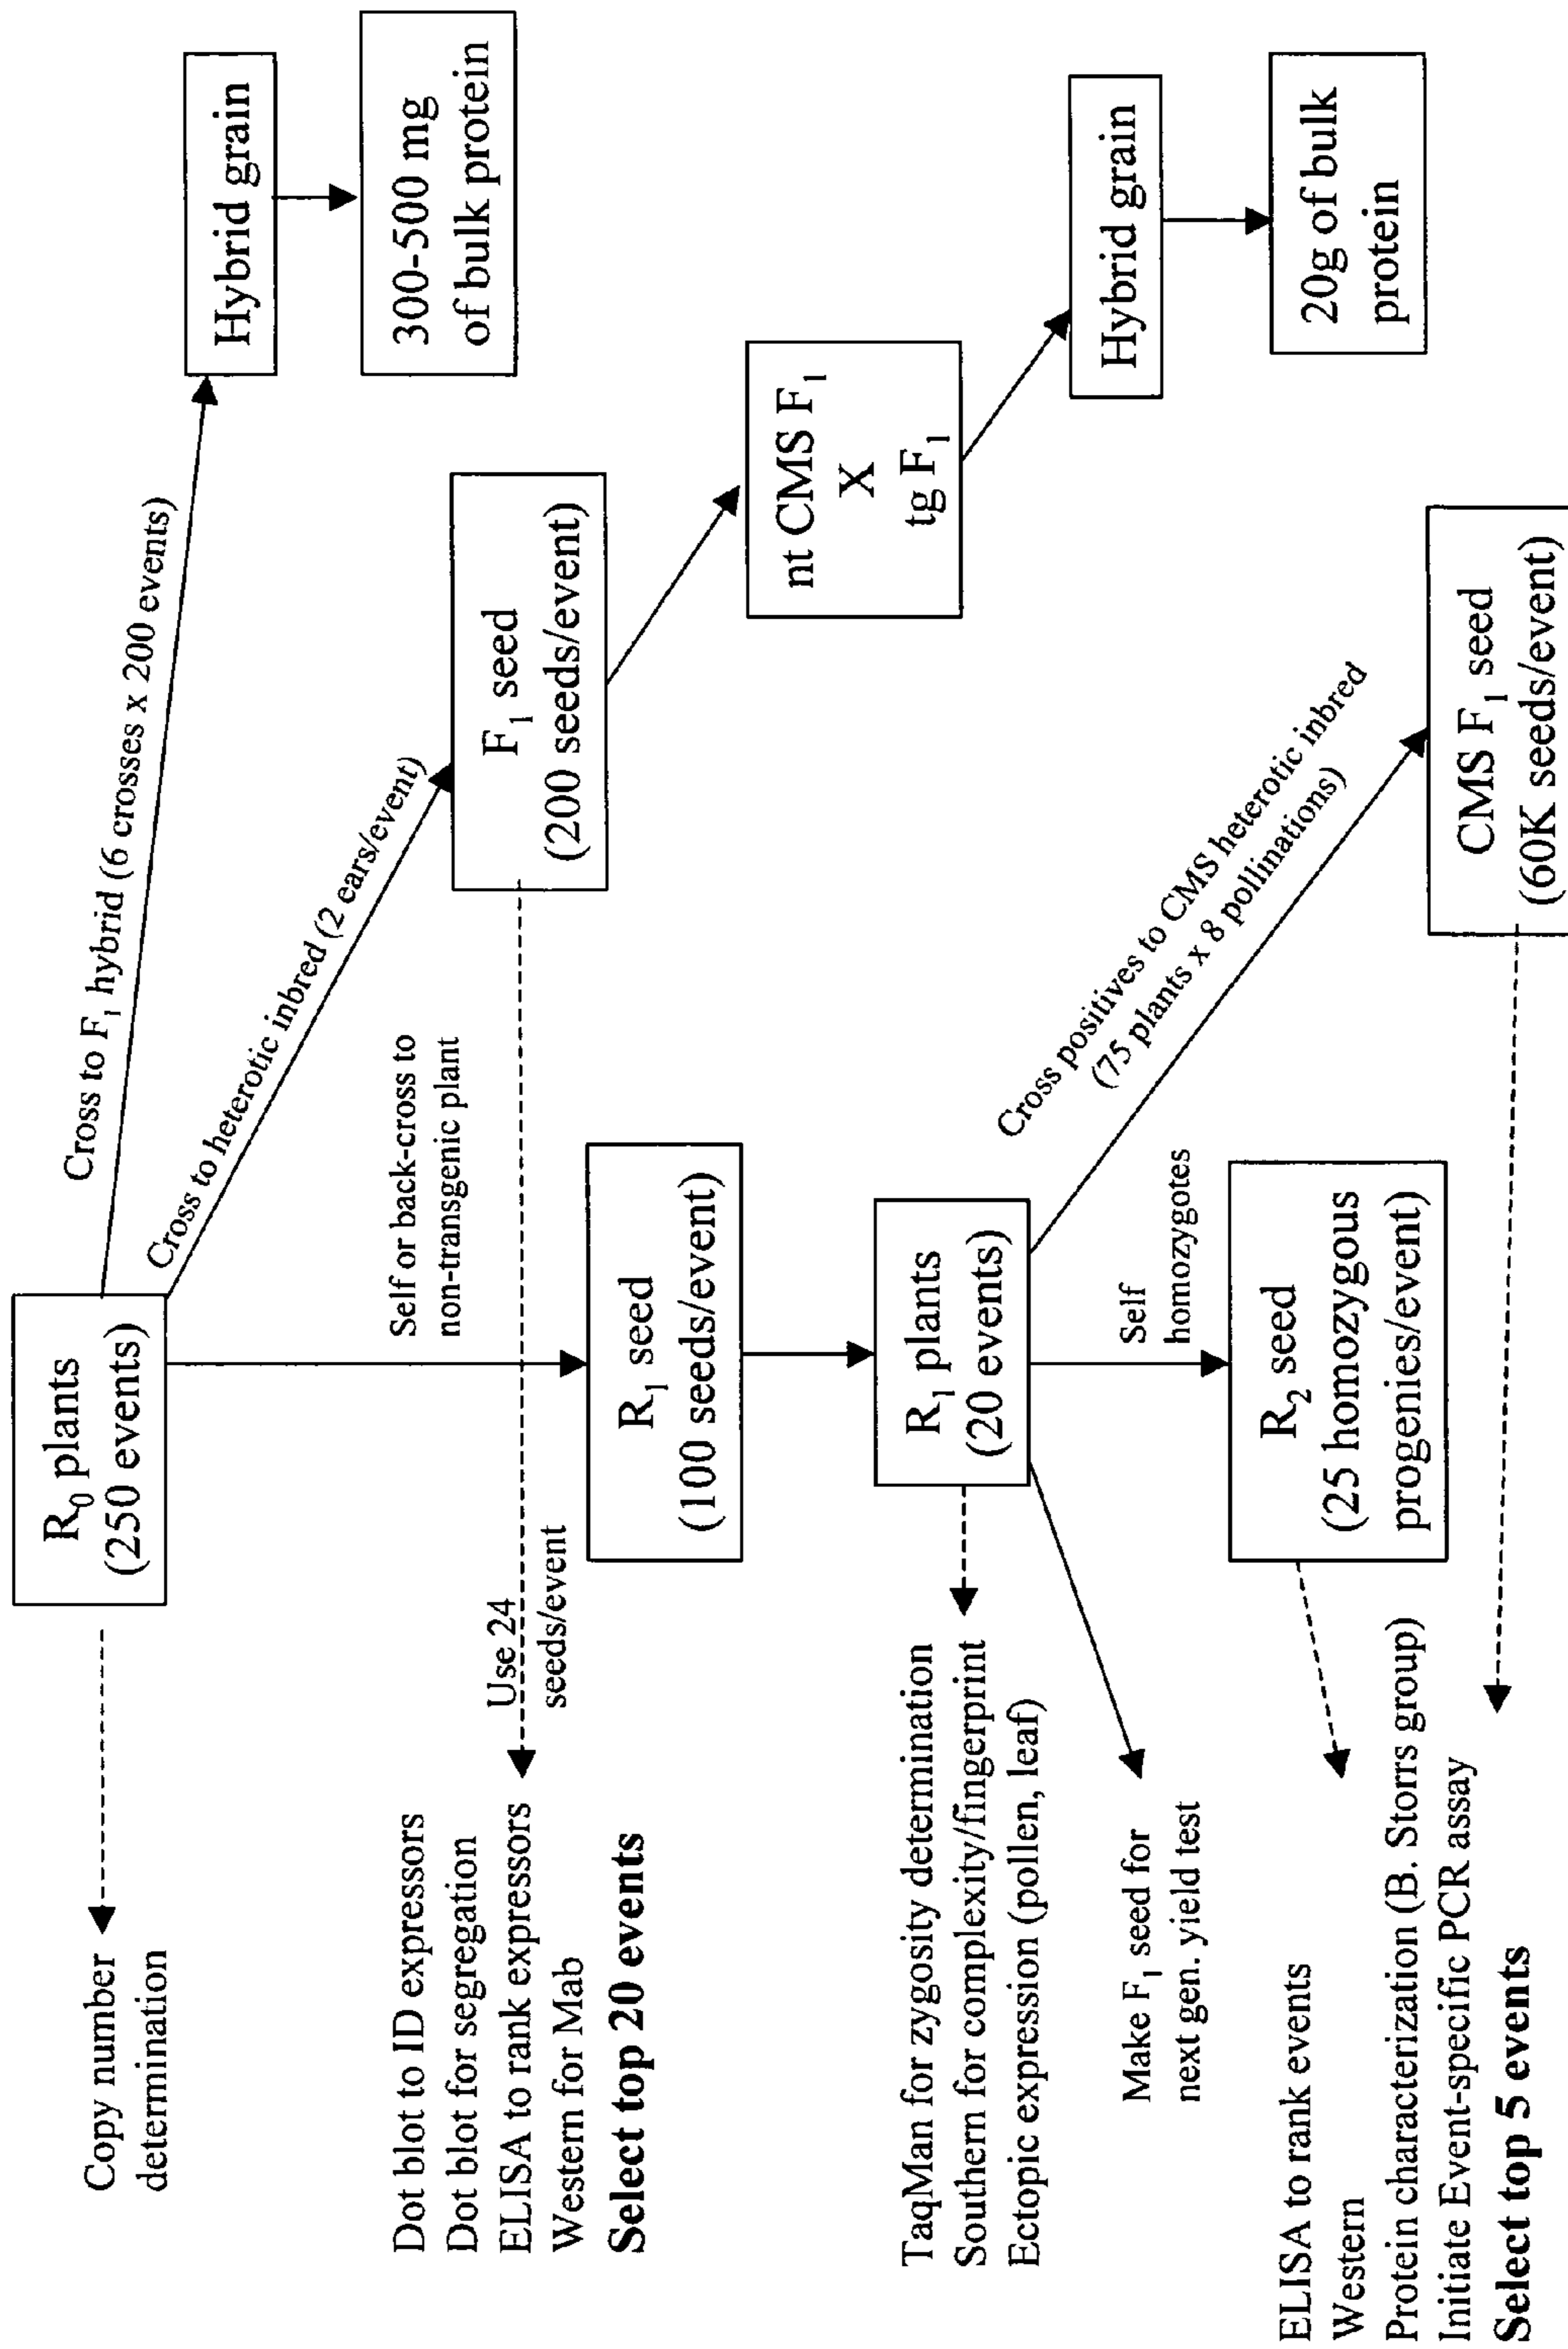 R0 plants
(250 events)
Copy number
determination
Cross to F1 hybrid (6 crosses x 200 events)
Hybrid grain
300-500 mg
of bulk protein
Cross to heterotic inbred (2 ears/event)
F1 seed
(200 seeds/event)
Self or back-cross to
non-transgenic plant
Use 24
seeds/event
Dot blot to ID expressors
Dot blot for segregation
ELISA to rank expressors
Western for Mab
Select top 20 events
R1 seed
(100 seeds/event)
nt CMS F1
X
tg F1
Hybrid grain
20g of bulk
protein
R1 plants
(20 events)
TaqMan for zygosity determination
Southern for complexity/fingerprint
Ectopic expression (pollen, leaf)
Make F1 seed for
next gen. yield test
Self
homozygotes
Cross positives to CMS heterotic inbred
(75 plants x 8 pollinations)
R2 seed
(25 homozygous
progenies/event)
CMS F1 seed
(60K seeds/event)
ELISA to rank events
Western
Protein characterization (B. Storrs group)
Initiate Event-specific PCR assay
Select top 5 events